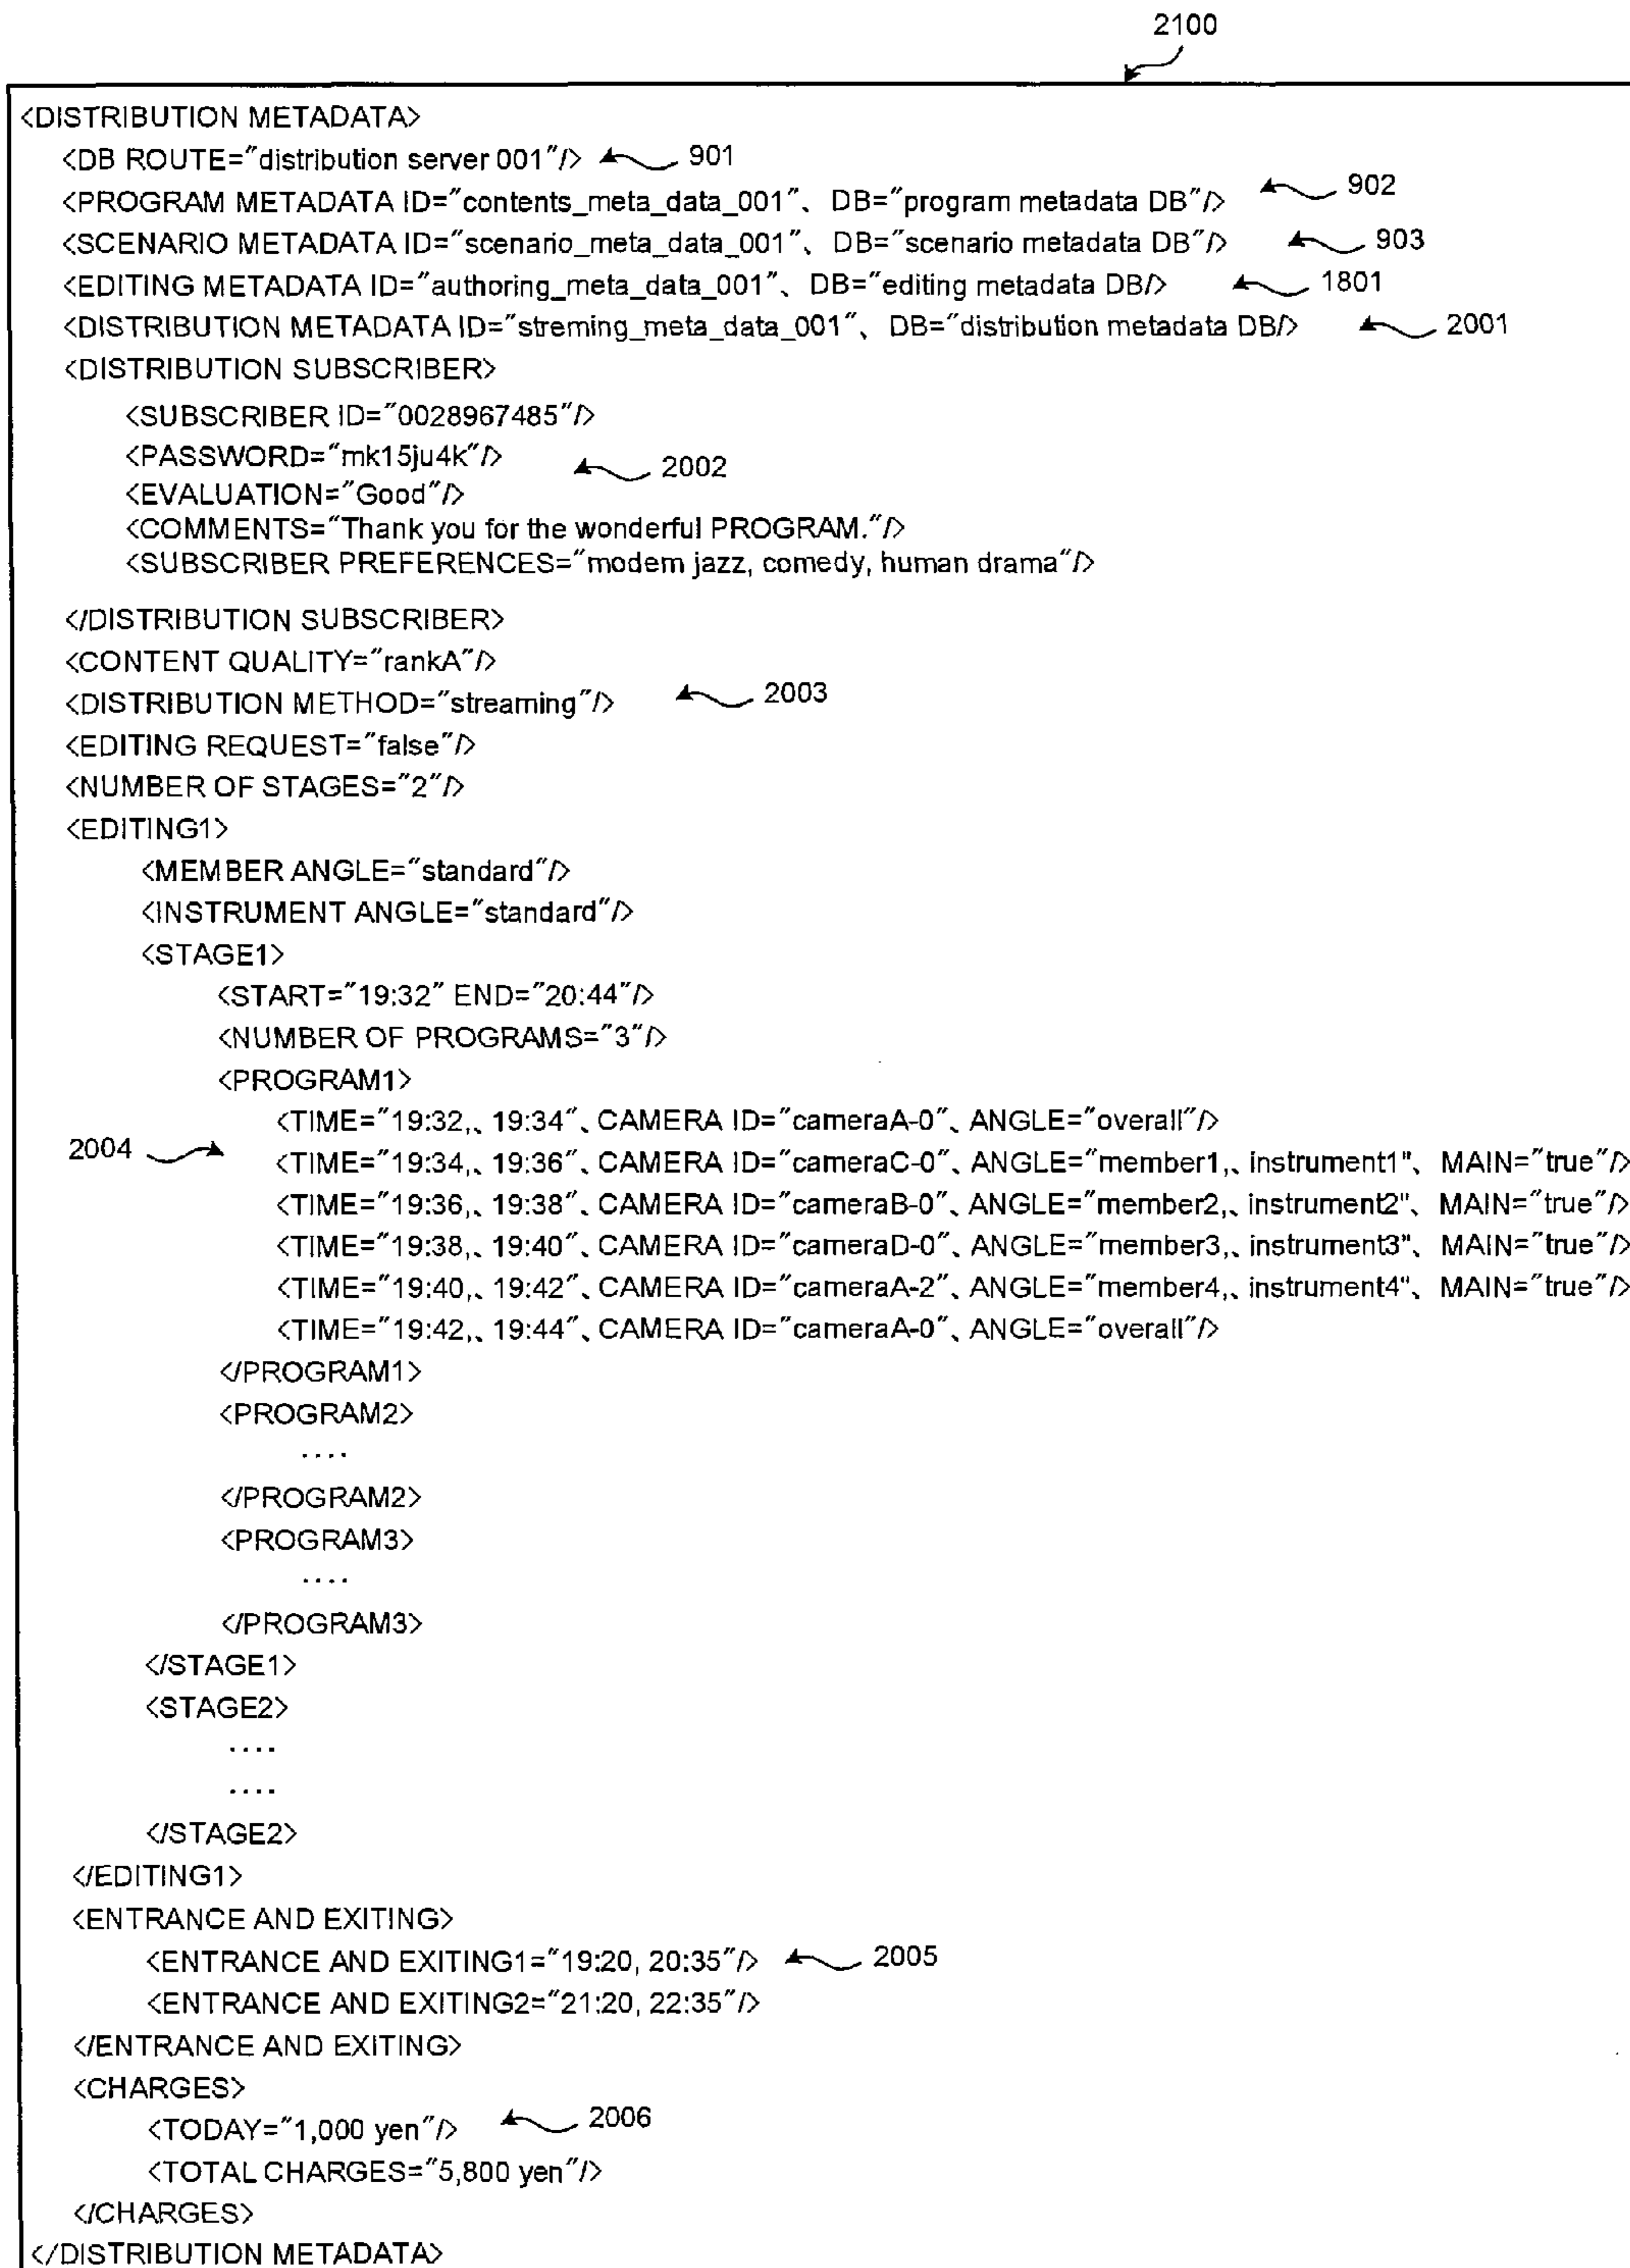 2100
<DISTRIBUTION METADATA>
<DB ROUTE="distribution server 001"/> 901
<PROGRAM METADATA ID="contents_meta_data_001"、 DB="program metadata DB"/> 902
<SCENARIO METADATA ID="scenario_meta_data_001"、 DB="scenario metadata DB"/> 903
<EDITING METADATA ID="authoring_meta_data_001"、 DB="editing metadata DB/> 1801
<DISTRIBUTION METADATA ID="streming_meta_data_001"、 DB="distribution metadata DB/> 2001
<DISTRIBUTION SUBSCRIBER>
<SUBSCRIBER ID="0028967485"/>
<PASSWORD="mk15ju4k"/> 2002
<EVALUATION="Good"/>
<COMMENTS="Thank you for the wonderful PROGRAM."/>
<SUBSCRIBER PREFERENCES="modem jazz, comedy, human drama"/>
</DISTRIBUTION SUBSCRIBER>
<CONTENT QUALITY="rankA"/>
<DISTRIBUTION METHOD="streaming"/> 2003
<EDITING REQUEST="false"/>
<NUMBER OF STAGES="2"/>
<EDITING1>
<MEMBER ANGLE="standard"/>
<INSTRUMENT ANGLE="standard"/>
<STAGE1>
<START="19:32" END="20:44"/>
<NUMBER OF PROGRAMS="3"/>
<PROGRAM1>
<TIME="19:32,、19:34"、CAMERA ID="cameraA-0"、ANGLE="overall"/>
2004 <TIME="19:34,、19:36"、CAMERA ID="cameraC-0"、ANGLE="member1,、instrument1"、 MAIN="true"/>
<TIME="19:36,、19:38"、CAMERA ID="cameraB-0"、ANGLE="member2,、instrument2"、 MAIN="true"/>
<TIME="19:38,、19:40"、CAMERA ID="cameraD-0"、ANGLE="member3,、instrument3"、 MAIN="true"/>
<TIME="19:40,、19:42"、CAMERA ID="cameraA-2"、ANGLE="member4,、instrument4"、 MAIN="true"/>
<TIME="19:42,、19:44"、CAMERA ID="cameraA-0"、ANGLE="overall"/>
</PROGRAM1>
<PROGRAM2>
....
</PROGRAM2>
<PROGRAM3>
....
</PROGRAM3>
</STAGE1>
<STAGE2>
....
....
</STAGE2>
</EDITING1>
<ENTRANCE AND EXITING>
<ENTRANCE AND EXITING1="19:20, 20:35"/> 2005
<ENTRANCE AND EXITING2="21:20, 22:35"/>
</ENTRANCE AND EXITING>
<CHARGES>
<TODAY="1,000 yen"/> 2006
<TOTAL CHARGES="5,800 yen"/>
</CHARGES>
</DISTRIBUTION METADATA>